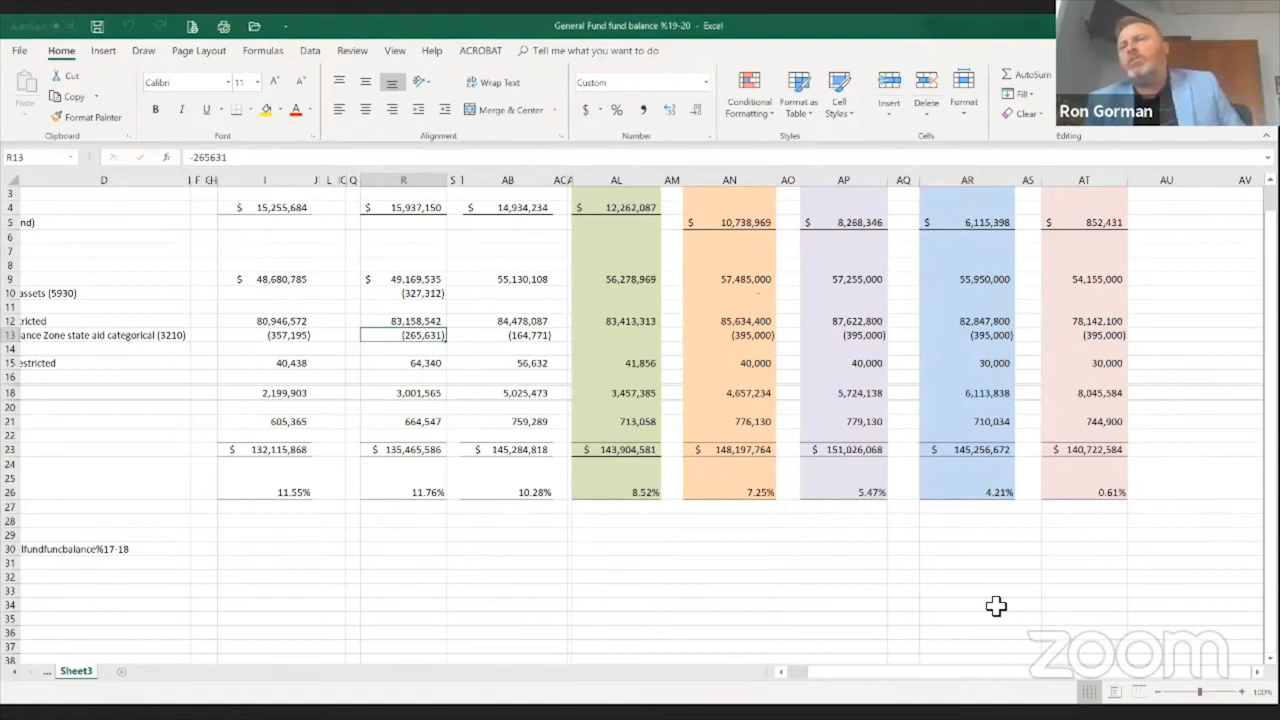 AutoSave Off General Fund fund balance %19-20 - Excel
File Home Insert Draw Page Layout Formulas Data Review View Help ACROBAT Tell me what you want to do
Paste Cut Copy Format Painter Clipboard
Calibri 11 B I U Font
Wrap Text Merge & Center Alignment
Custom $ % Number
Conditional Formatting Format as Table Cell Styles Styles
Insert Delete Format Cells
AutoSum Fill Clear Editing
Ron Gorman
R13 fx -265631
D I F G H I J L Q R S T AB AC AL AM AN AO AP AQ AR AS AT AU AV
3
4 $ 15,255,684 $ 15,937,150 $ 14,934,234 $ 12,262,087
5 nd) $ 10,738,969 $ 8,268,346 $ 6,115,398 $ 852,431
6
7
8
9 $ 48,680,785 $ 49,169,535 55,130,108 56,278,969 57,485,000 57,255,000 55,950,000 54,155,000
10 assets (5930) (327,312) -
11
12 tricted 80,946,572 83,158,542 84,478,087 83,413,313 85,634,400 87,622,800 82,847,800 78,142,100
13 ance Zone state aid categorical (3210) (357,195) (265,631) (164,771) (395,000) (395,000) (395,000) (395,000)
14
15 estricted 40,438 64,340 56,632 41,856 40,000 40,000 30,000 30,000
16
18 2,199,903 3,001,565 5,025,473 3,457,385 4,657,234 5,724,138 6,113,838 8,045,584
20
21 605,365 664,547 759,289 713,058 776,130 779,130 710,034 744,900
22
23 $ 132,115,868 $ 135,465,586 $ 145,284,818 $ 143,904,581 $ 148,197,764 $ 151,026,068 $ 145,256,672 $ 140,722,584
24
25
26 11.55% 11.76% 10.28% 8.52% 7.25% 5.47% 4.21% 0.61%
27
28
29
30 lfundfuncbalance%17-18
31
32
33
34
35
36
37
38
zoom
... Sheet3
100%